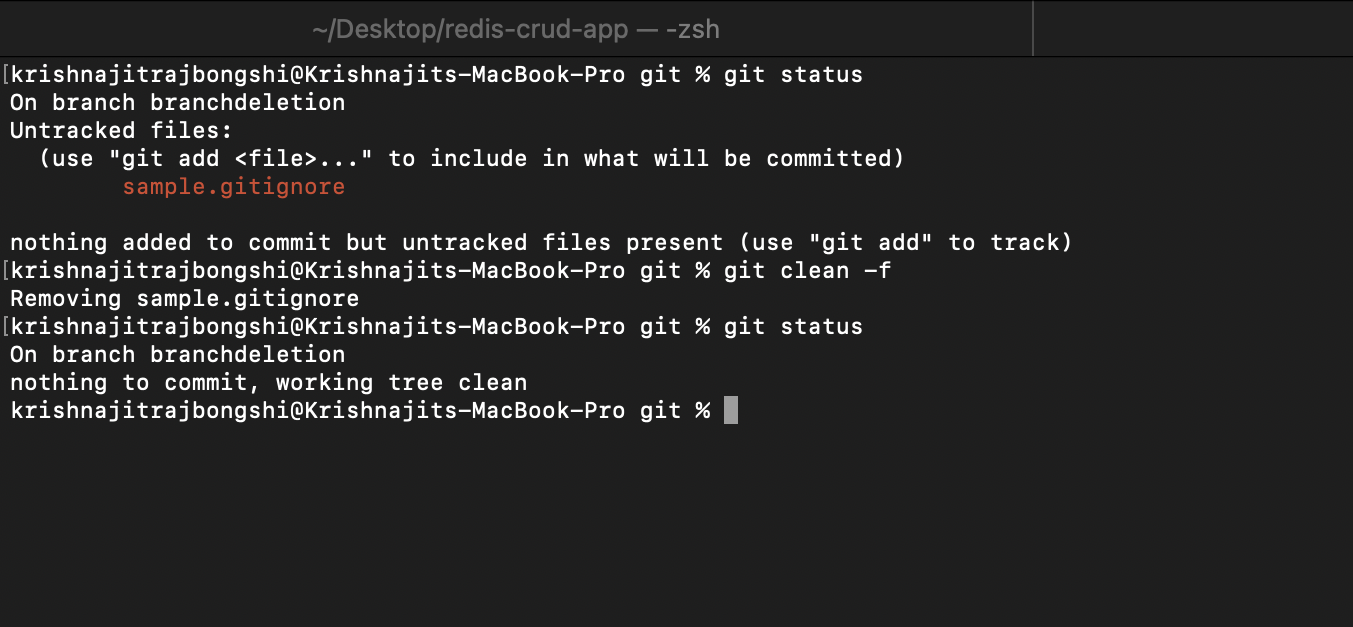 ~/Desktop/redis-crud-app — -zsh
[krishnajitrajbongshi@Krishnajits-MacBook-Pro git % git status
On branch branchdeletion
Untracked files:
  (use "git add <file>..." to include in what will be committed)
        sample.gitignore
nothing added to commit but untracked files present (use "git add" to track)
[krishnajitrajbongshi@Krishnajits-MacBook-Pro git % git clean -f
Removing sample.gitignore
[krishnajitrajbongshi@Krishnajits-MacBook-Pro git % git status
On branch branchdeletion
nothing to commit, working tree clean
krishnajitrajbongshi@Krishnajits-MacBook-Pro git %